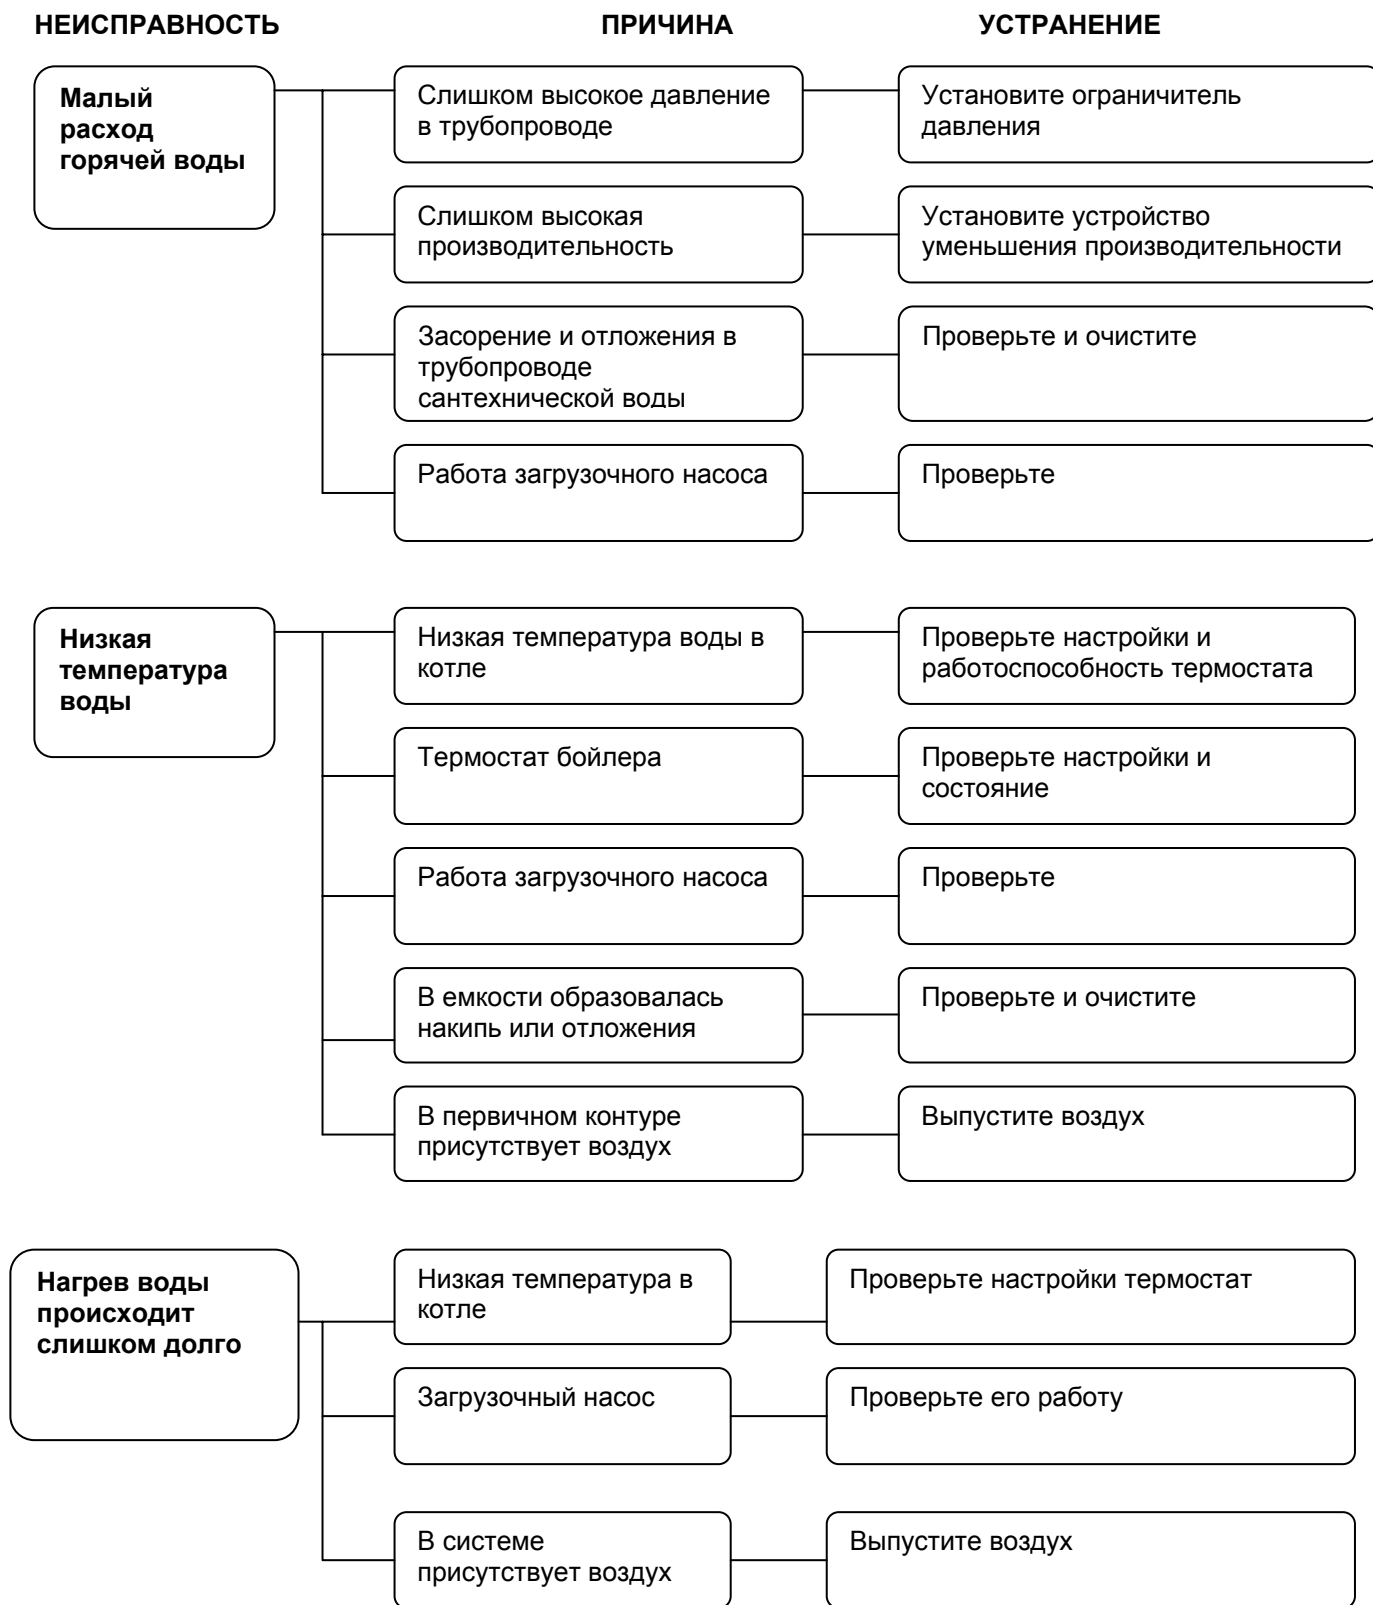 НЕИСПРАВНОСТЬ ПРИЧИНА УСТРАНЕНИЕ
Малый
расход
горячей воды
Слишком высокое давление
в трубопроводе
Установите ограничитель
давления
Слишком высокая
производительность
Установите устройство
уменьшения производительности
Засорение и отложения в
трубопроводе
сантехнической воды
Проверьте и очистите
Работа загрузочного насоса
Проверьте
Низкая
температура
воды
Низкая температура воды в
котле
Проверьте настройки и
работоспособность термостата
Термостат бойлера
Проверьте настройки и
состояние
Работа загрузочного насоса
Проверьте
В емкости образовалась
накипь или отложения
Проверьте и очистите
В первичном контуре
присутствует воздух
Выпустите воздух
Нагрев воды
происходит
слишком долго
Низкая температура в
котле
Проверьте настройки термостат
Загрузочный насос
Проверьте его работу
В системе
присутствует воздух
Выпустите воздух